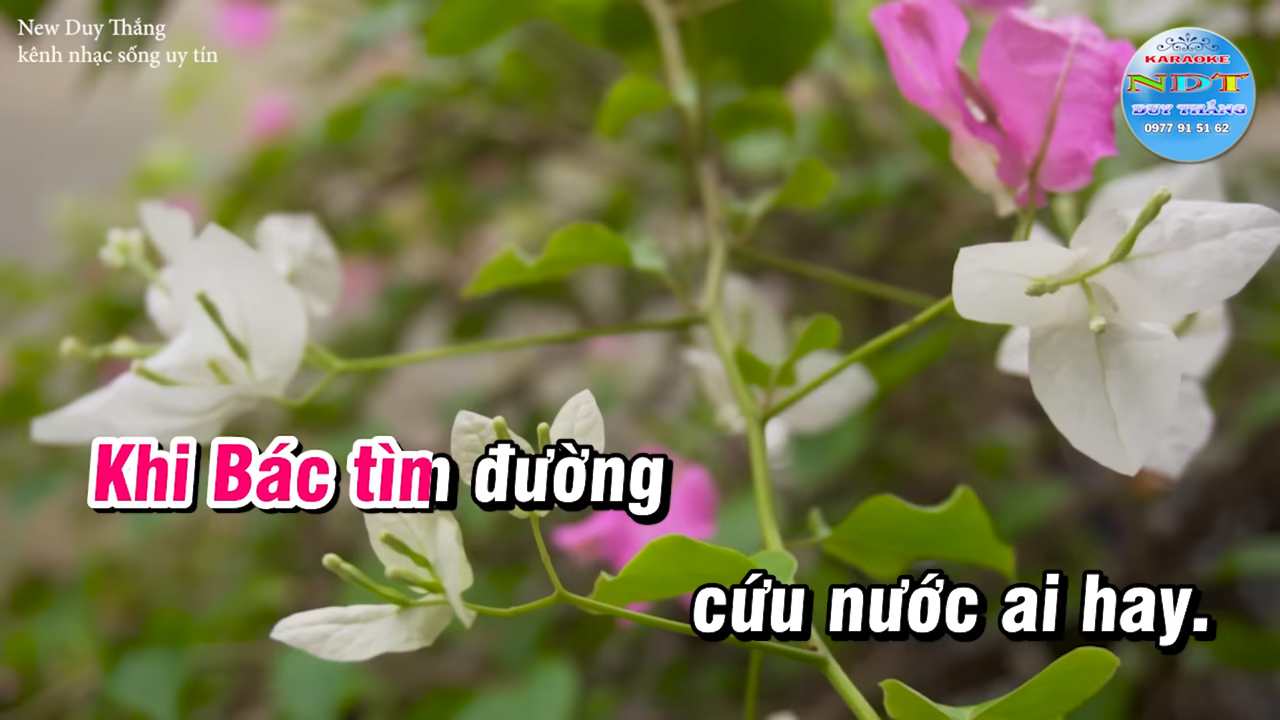 New Duy Thắng
kênh nhạc sống uy tín
KARAOKE
NDT
DUY THẮNG
0977 91 51 62
Khi Bác tìm đường
cứu nước ai hay.